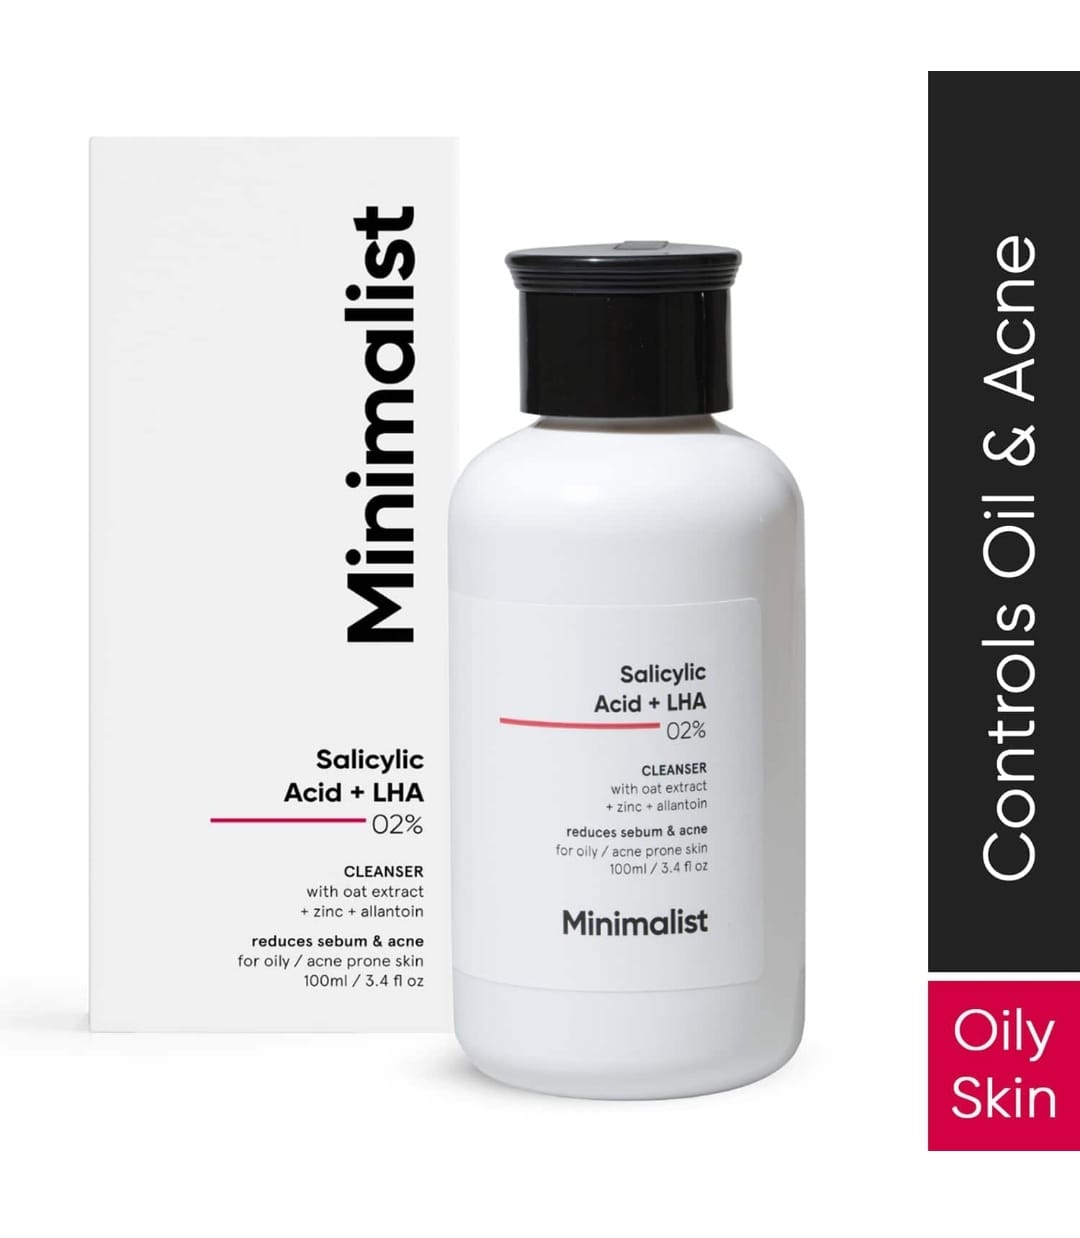 Minimalist
Salicylic
Acid + LHA
02%
CLEANSER
with oat extract
+ zinc + allantoin
reduces sebum & acne
for oily / acne prone skin
100ml / 3.4 fl oz
Salicylic
Acid + LHA
02%
CLEANSER
with oat extract
+ zinc + allantoin
reduces sebum & acne
for oily / acne prone skin
100ml / 3.4 fl oz
Minimalist
Controls Oil & Acne
Oily
Skin